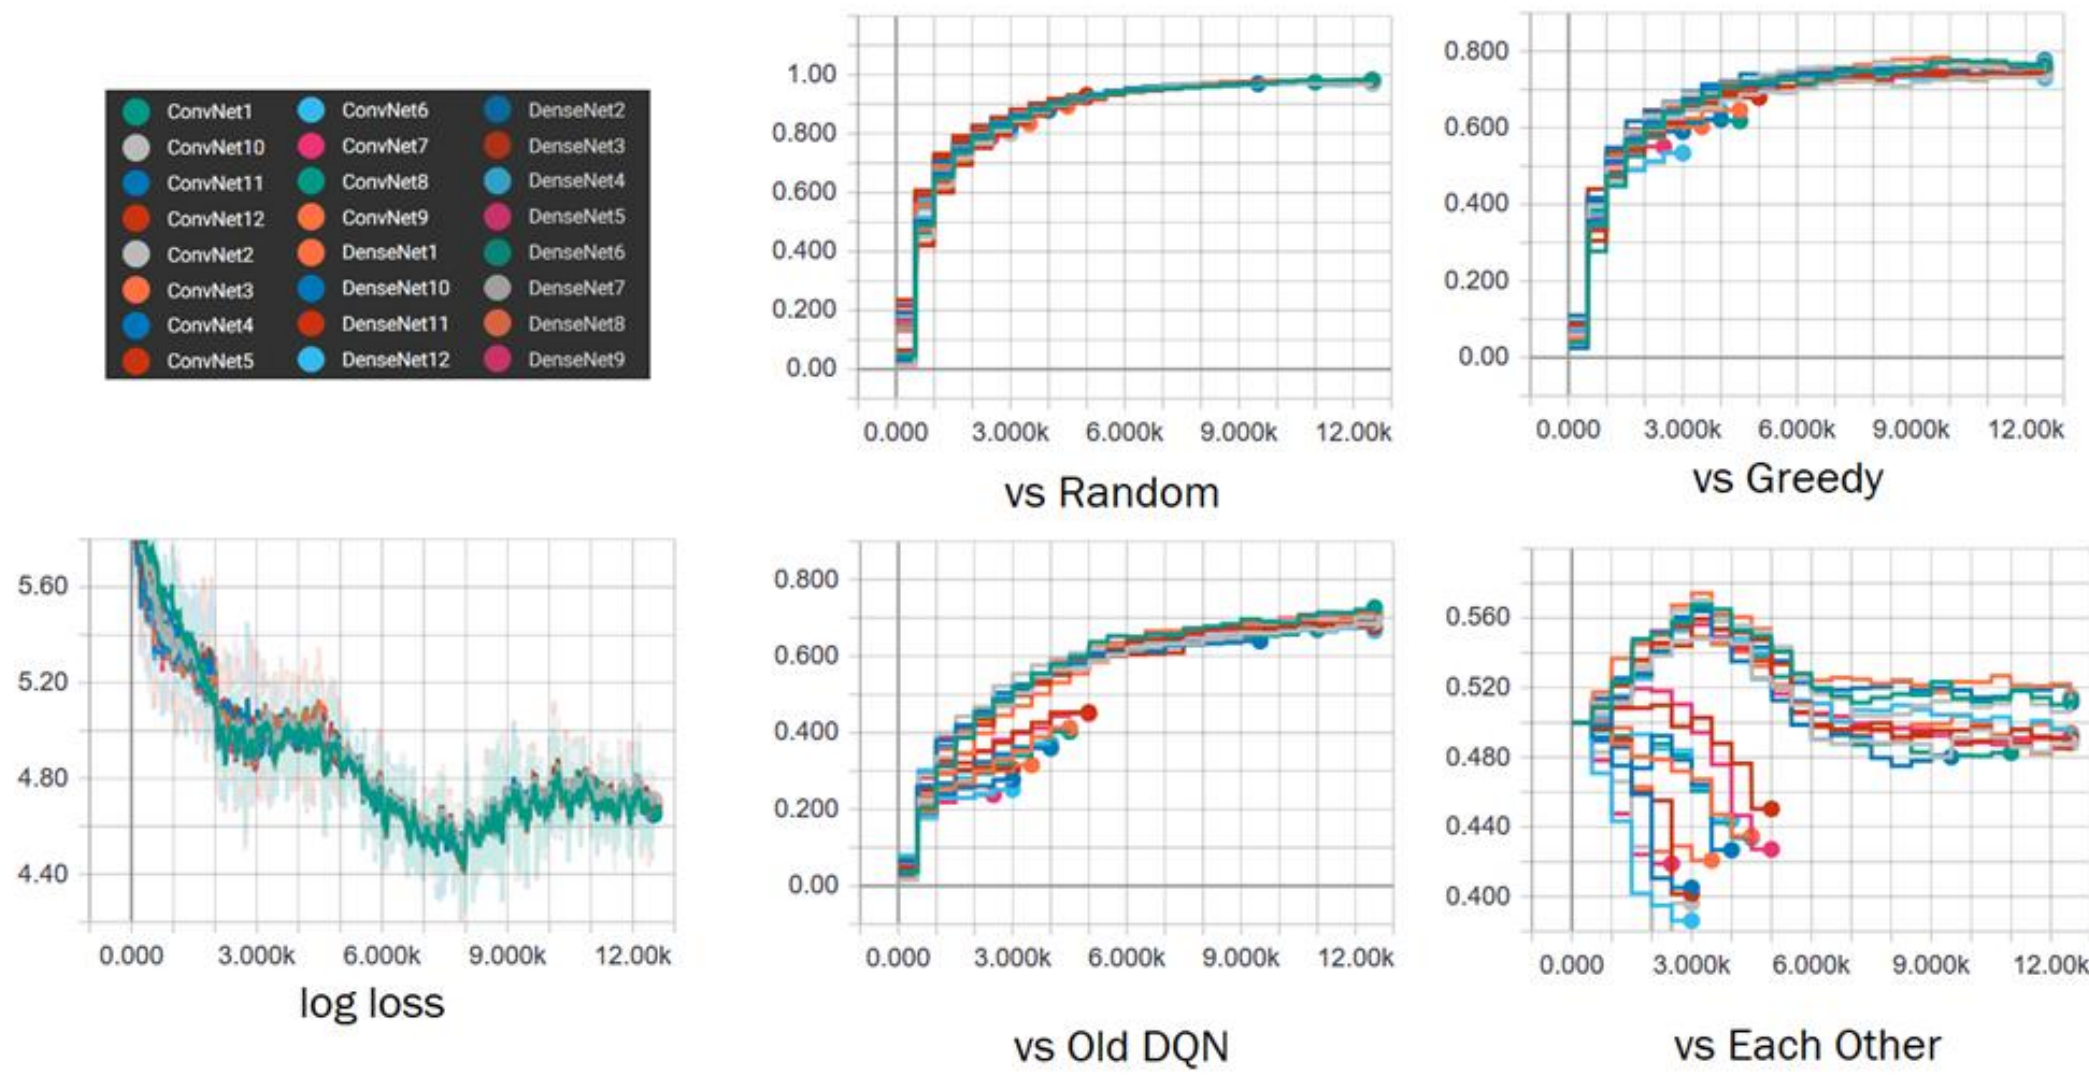 ConvNet1 ConvNet6 DenseNet2
ConvNet10 ConvNet7 DenseNet3
ConvNet11 ConvNet8 DenseNet4
ConvNet12 ConvNet9 DenseNet5
ConvNet2 DenseNet1 DenseNet6
ConvNet3 DenseNet10 DenseNet7
ConvNet4 DenseNet11 DenseNet8
ConvNet5 DenseNet12 DenseNet9
1.00
0.800
0.600
0.400
0.200
0.00
0.000 3.000k 6.000k 9.000k 12.00k
vs Random
0.800
0.600
0.400
0.200
0.00
0.000 3.000k 6.000k 9.000k 12.00k
vs Greedy
5.60
5.20
4.80
4.40
0.000 3.000k 6.000k 9.000k 12.00k
log loss
0.800
0.600
0.400
0.200
0.00
0.000 3.000k 6.000k 9.000k 12.00k
vs Old DQN
0.560
0.520
0.480
0.440
0.400
0.000 3.000k 6.000k 9.000k 12.00k
vs Each Other